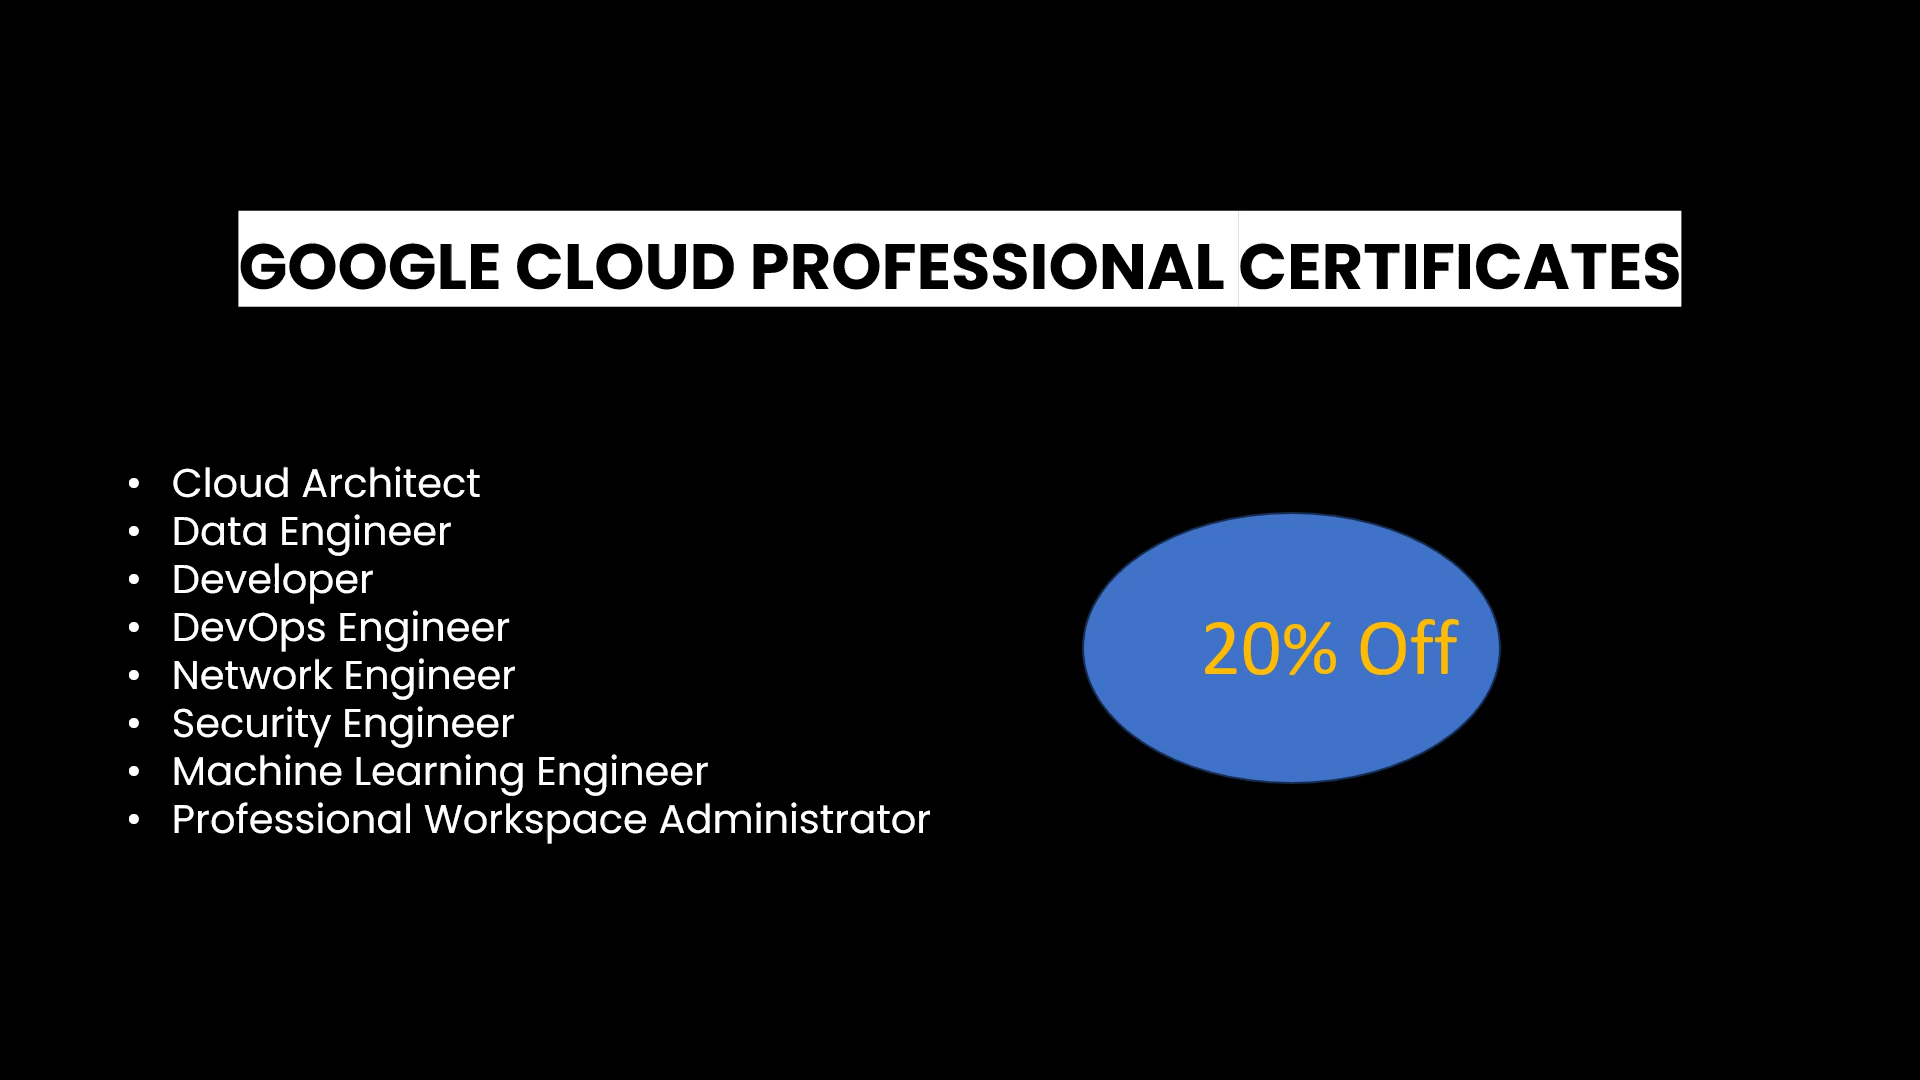 GOOGLE CLOUD PROFESSIONAL CERTIFICATES
• Cloud Architect
• Data Engineer
• Developer
• DevOps Engineer
• Network Engineer
• Security Engineer
• Machine Learning Engineer
• Professional Workspace Administrator
20% Off